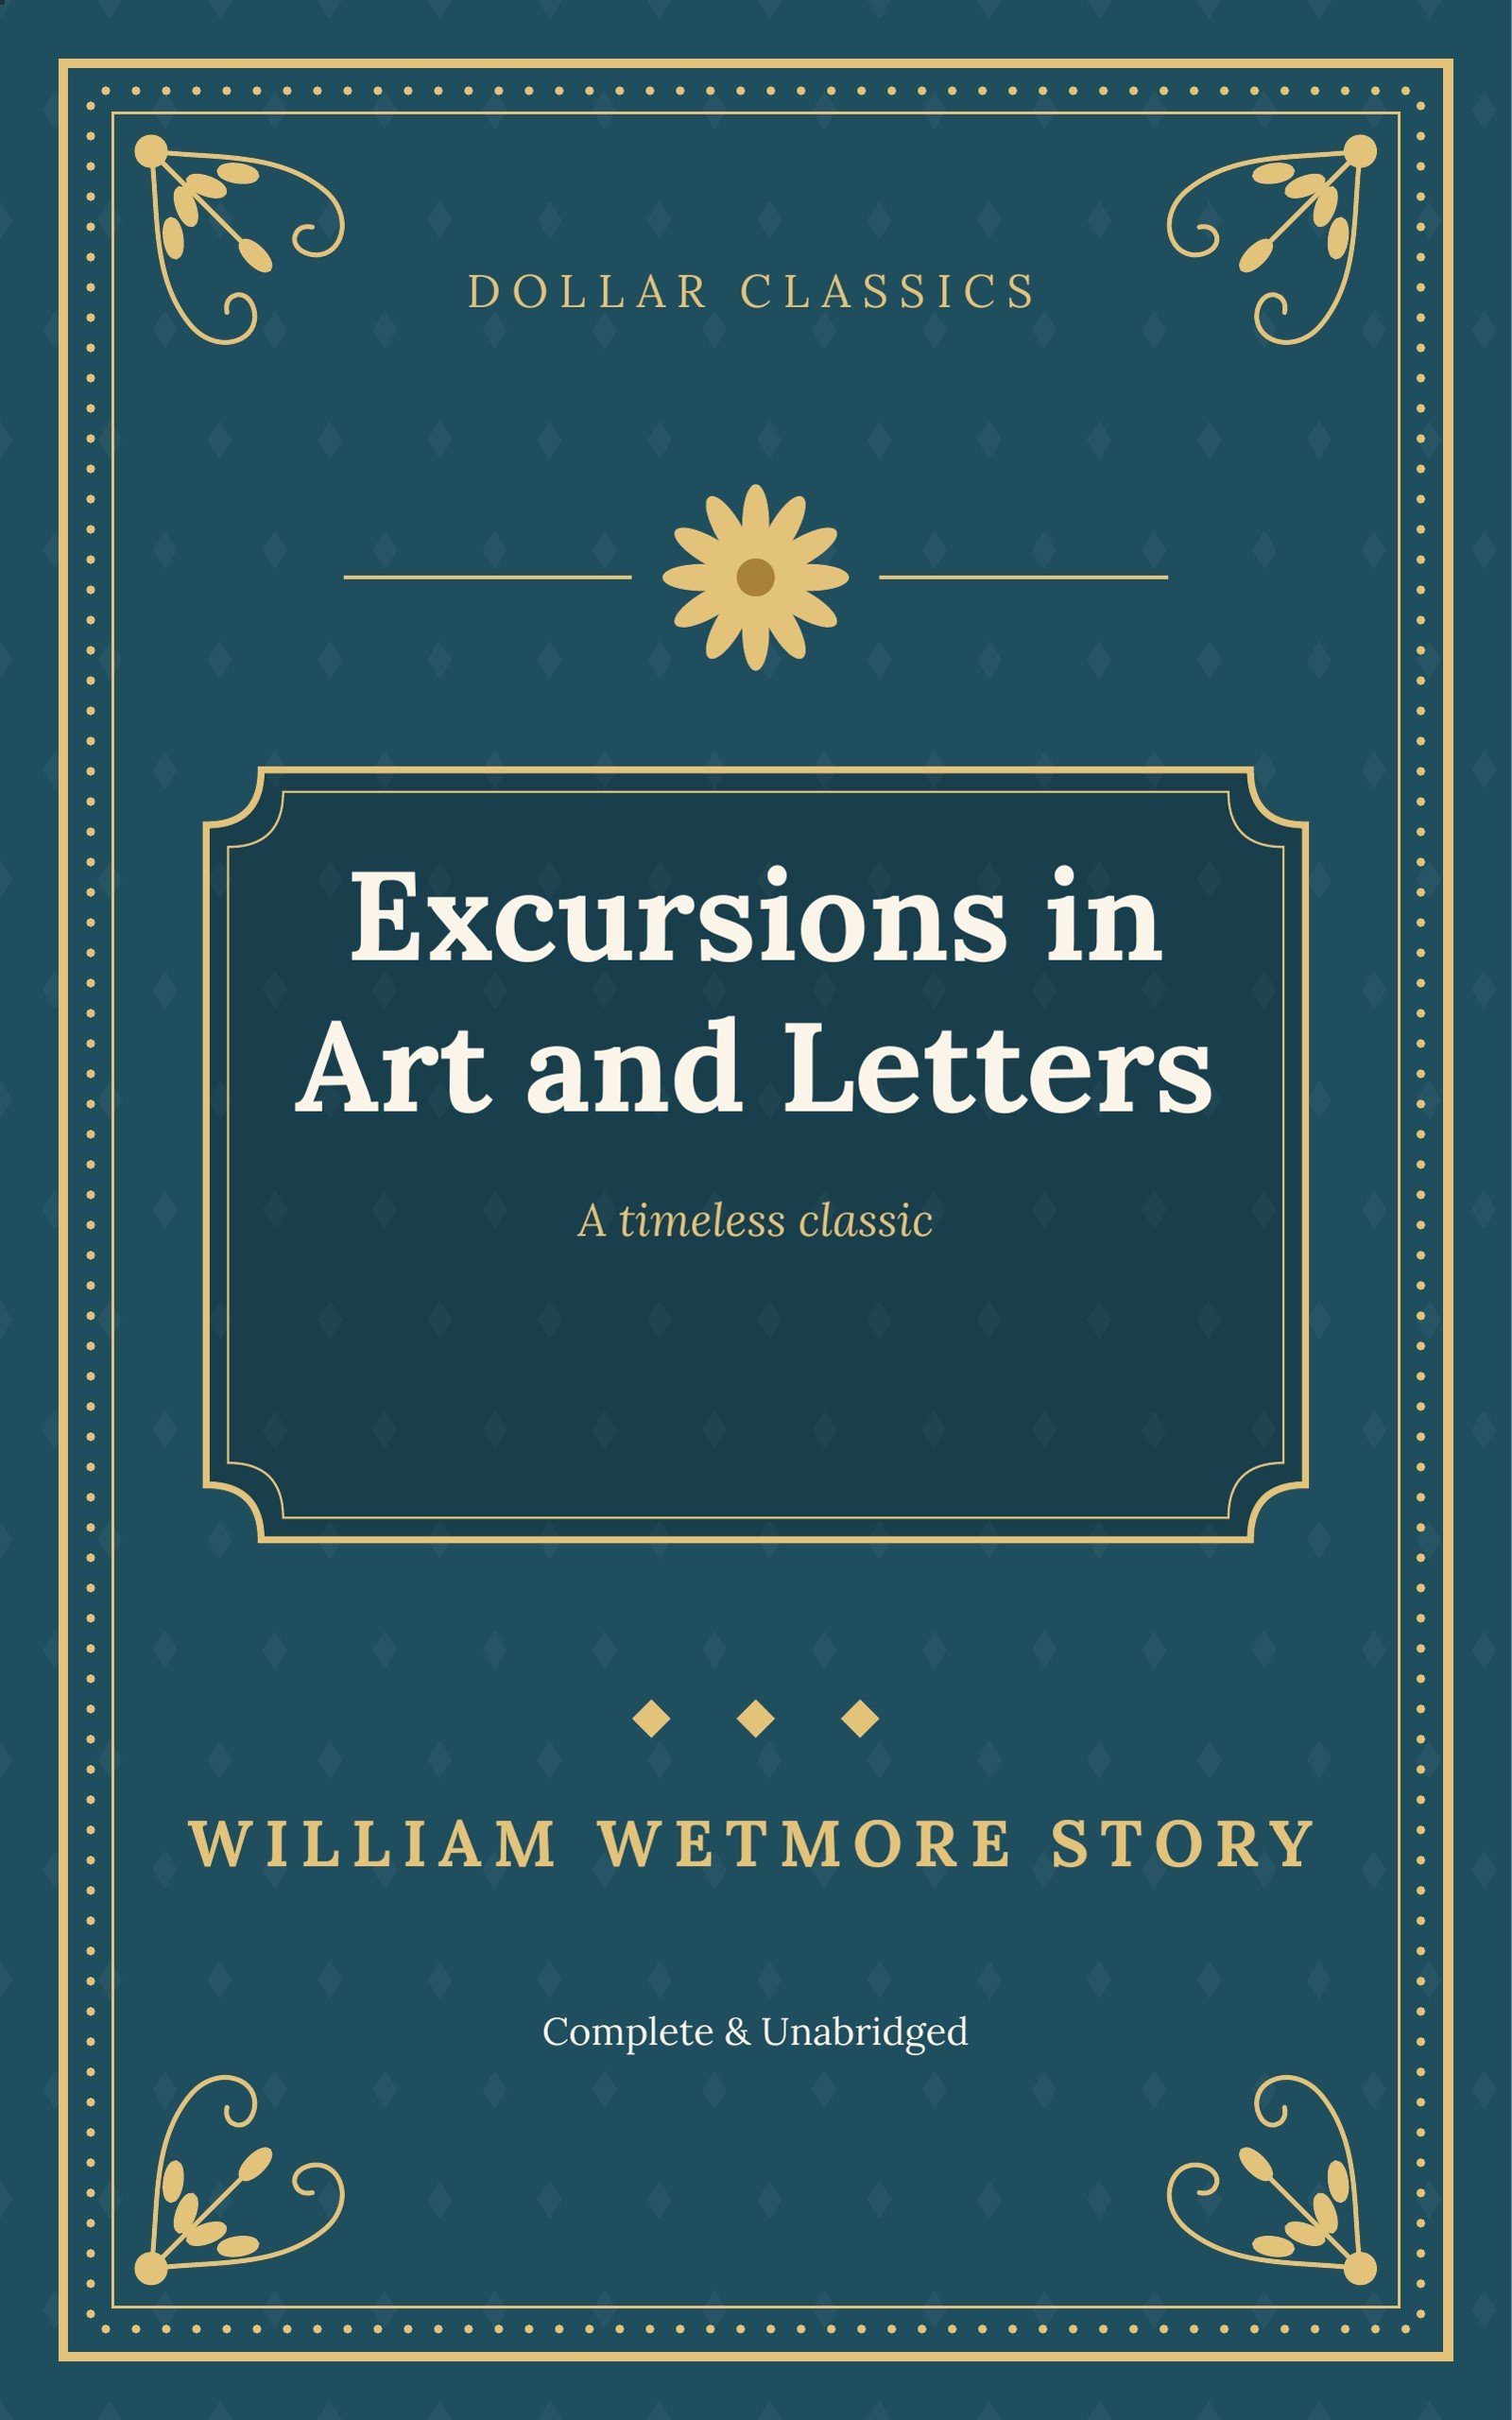 DOLLAR CLASSICS
Excursions in
Art and Letters
A timeless classic
WILLIAM WETMORE STORY
Complete & Unabridged